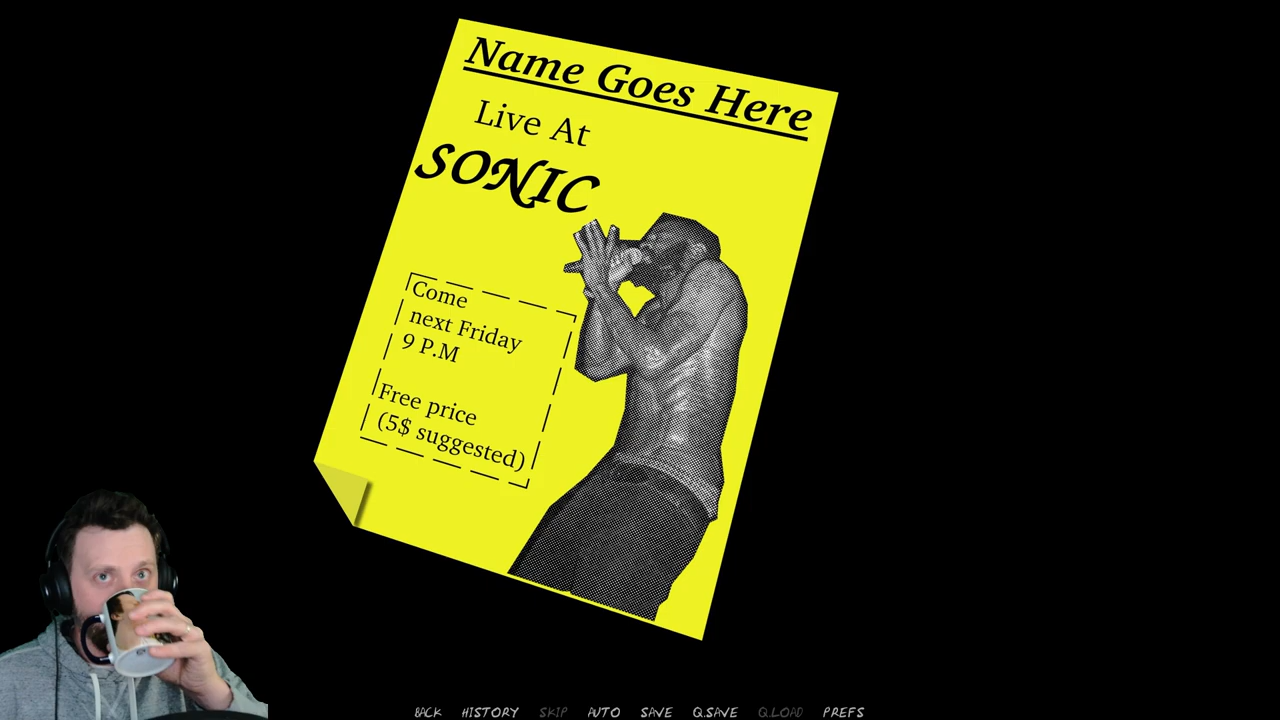 Name Goes Here
Live At
SONIC
Come
next Friday
9 P.M
Free price
(5$ suggested)
BACK HISTORY SKIP AUTO SAVE Q.SAVE Q.LOAD PREFS